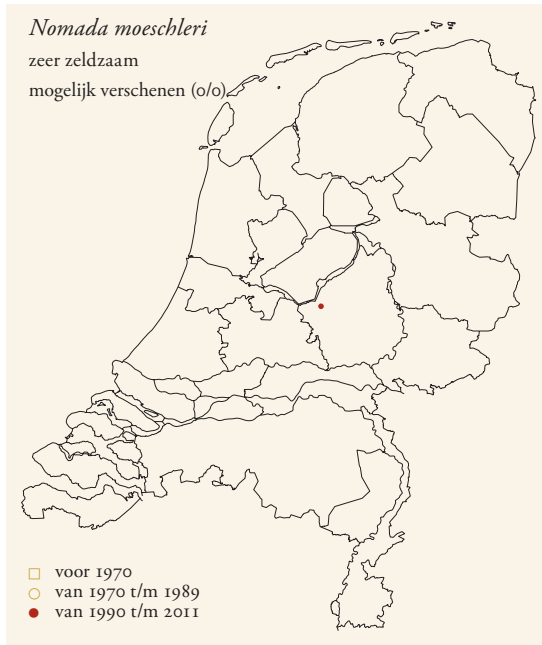 Nomada moeschleri
zeer zeldzaam
mogelijk verschenen (0/0)
voor 1970
van 1970 t/m 1989
van 1990 t/m 2011